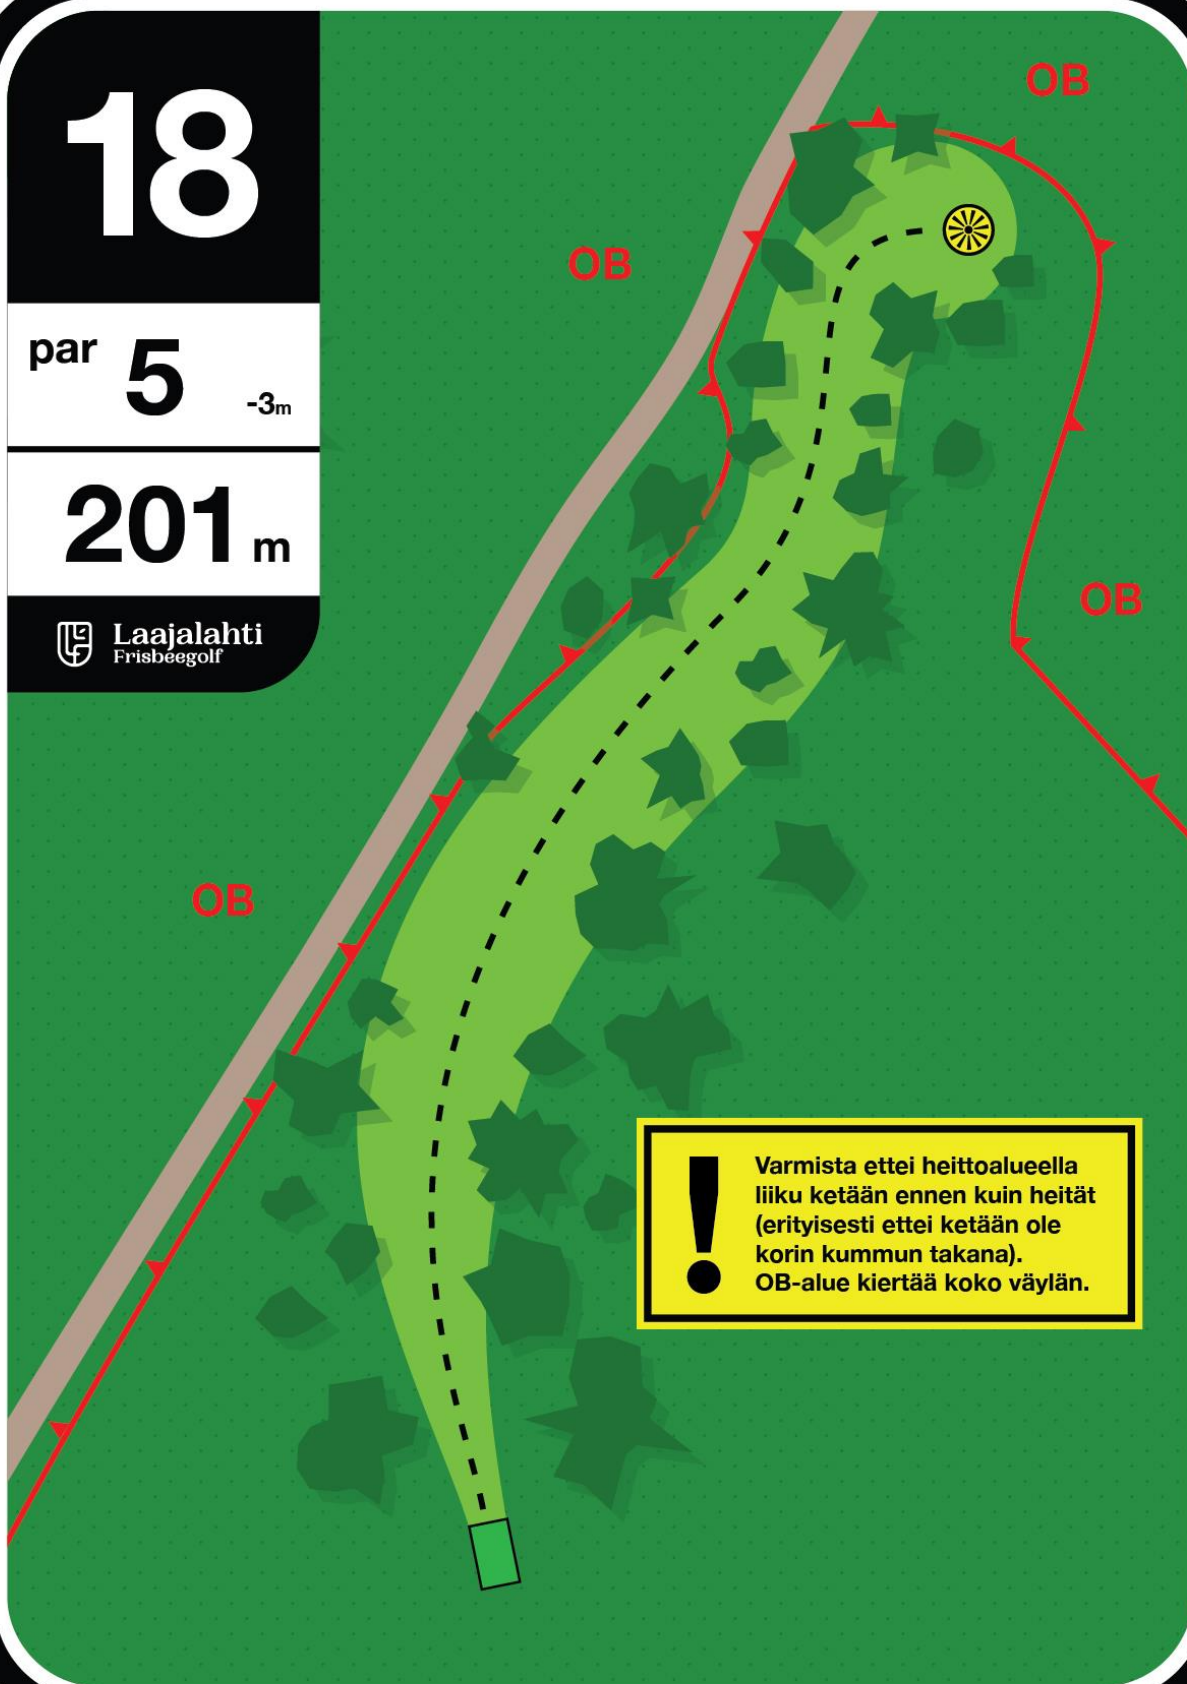 18
par 5 -3m
201 m
Laajalahti
Frisbeegolf
OB
OB
OB
OB
Varmista ettei heittoalueella
liiku ketään ennen kuin heität
(erityisesti ettei ketään ole
korin kummun takana).
OB-alue kiertää koko väylän.